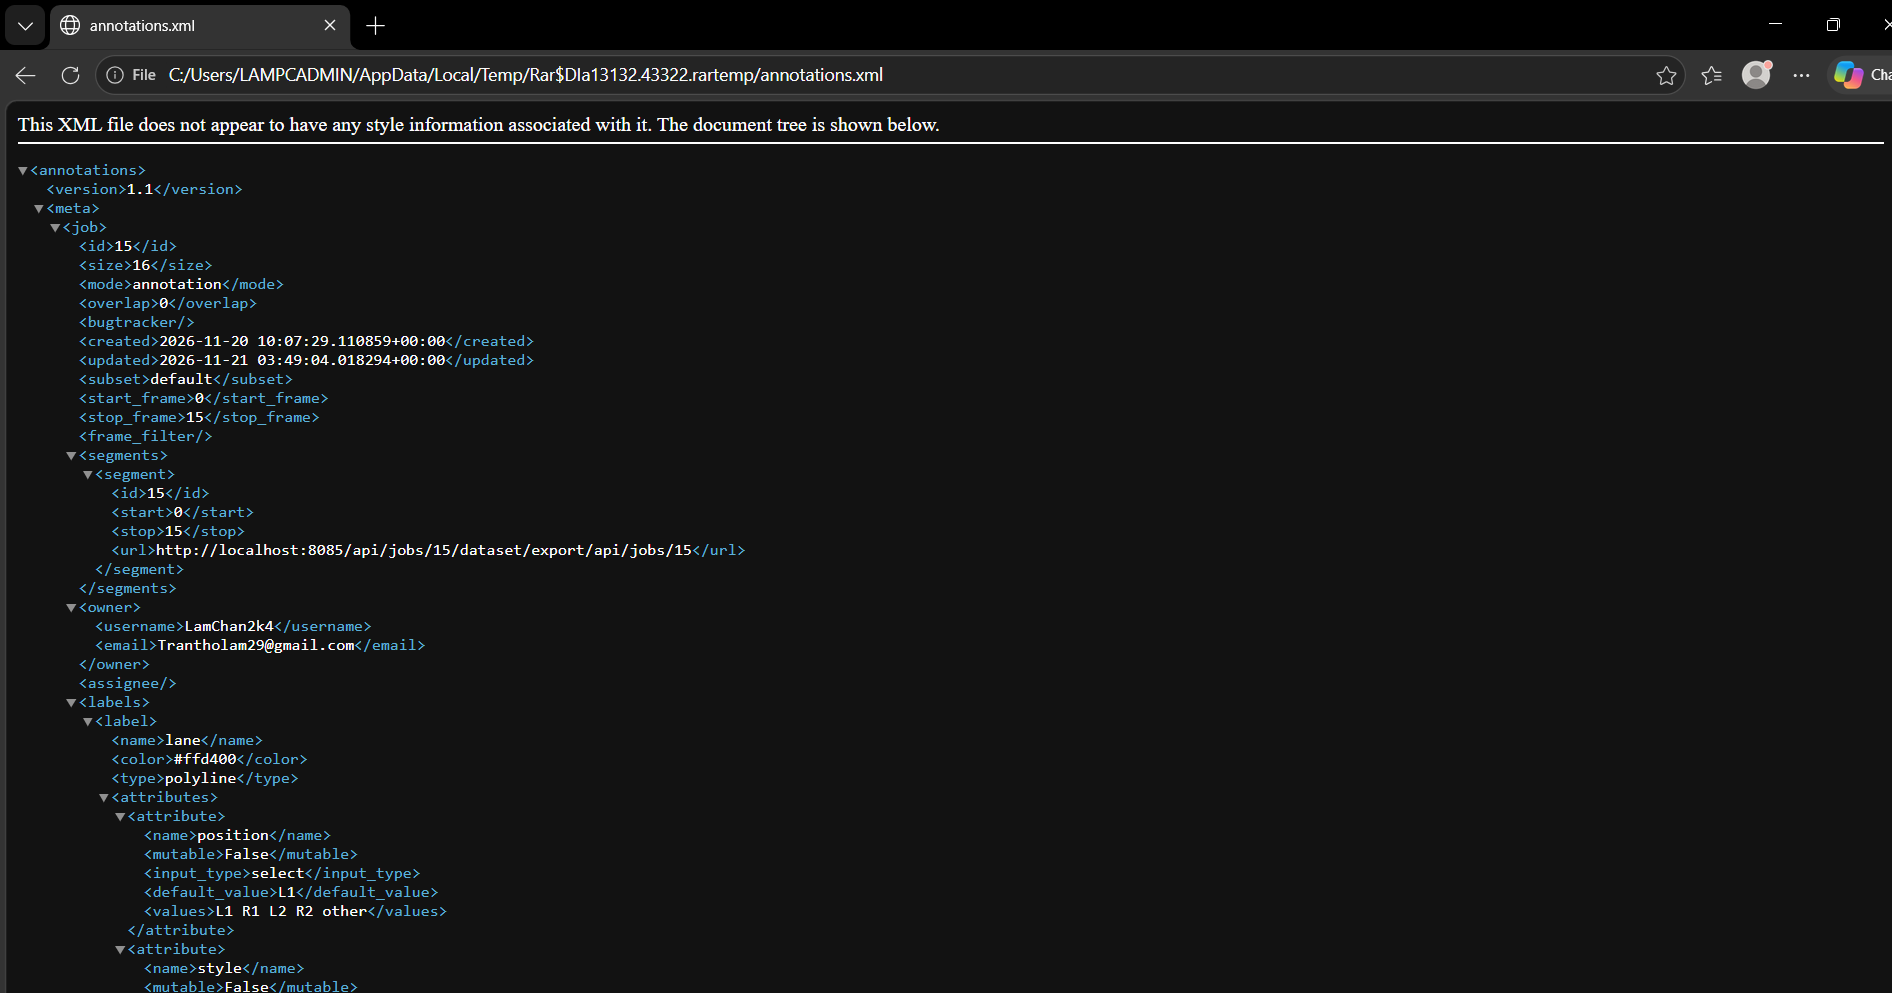 annotations.xml
File C:/Users/LAMPCADMIN/AppData/Local/Temp/Rar$DIa13132.43322.rartemp/annotations.xml
This XML file does not appear to have any style information associated with it. The document tree is shown below.
<annotations>
<version>1.1</version>
<meta>
<job>
<id>15</id>
<size>16</size>
<mode>annotation</mode>
<overlap>0</overlap>
<bugtracker/>
<created>2026-11-20 10:07:29.110859+00:00</created>
<updated>2026-11-21 03:49:04.018294+00:00</updated>
<subset>default</subset>
<start_frame>0</start_frame>
<stop_frame>15</stop_frame>
<frame_filter/>
<segments>
<segment>
<id>15</id>
<start>0</start>
<stop>15</stop>
<url>http://localhost:8085/api/jobs/15/dataset/export/api/jobs/15</url>
</segment>
</segments>
<owner>
<username>LamChan2k4</username>
<email>Trantholam29@gmail.com</email>
</owner>
<assignee/>
<labels>
<label>
<name>lane</name>
<color>#ffd400</color>
<type>polyline</type>
<attributes>
<attribute>
<name>position</name>
<mutable>False</mutable>
<input_type>select</input_type>
<default_value>L1</default_value>
<values>L1 R1 L2 R2 other</values>
</attribute>
<attribute>
<name>style</name>
<mutable>False</mutable>